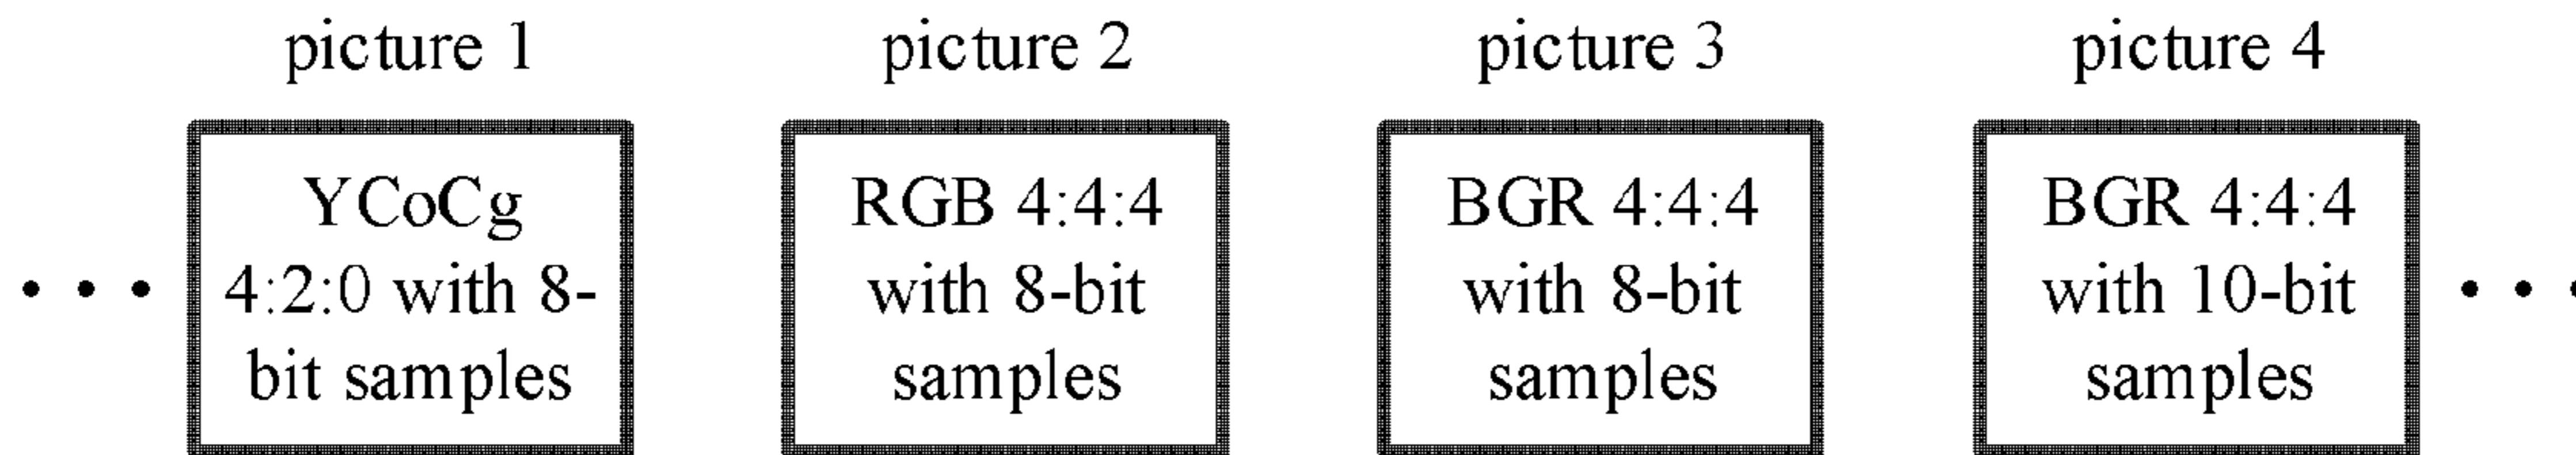 picture 1
picture 2
picture 3
picture 4
YCoCg
4:2:0 with 8-
bit samples
RGB 4:4:4
with 8-bit
samples
BGR 4:4:4
with 8-bit
samples
BGR 4:4:4
with 10-bit
samples